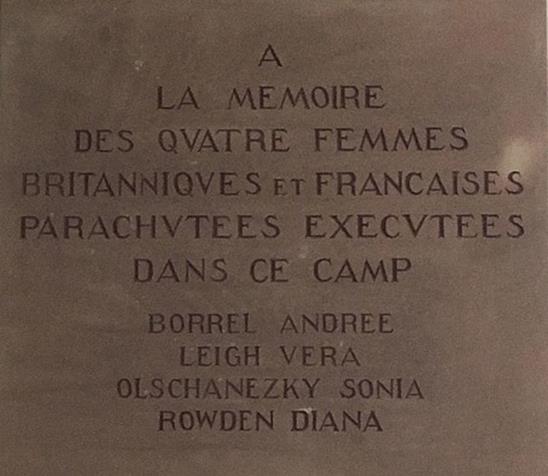 A
LA MEMOIRE
DES QVATRE FEMMES
BRITANNIQVES ET FRANCAISES
PARACHVTEES EXECVTEES
DANS CE CAMP
BORREL ANDREE
LEIGH VERA
OLSCHANEZKY SONIA
ROWDEN DIANA